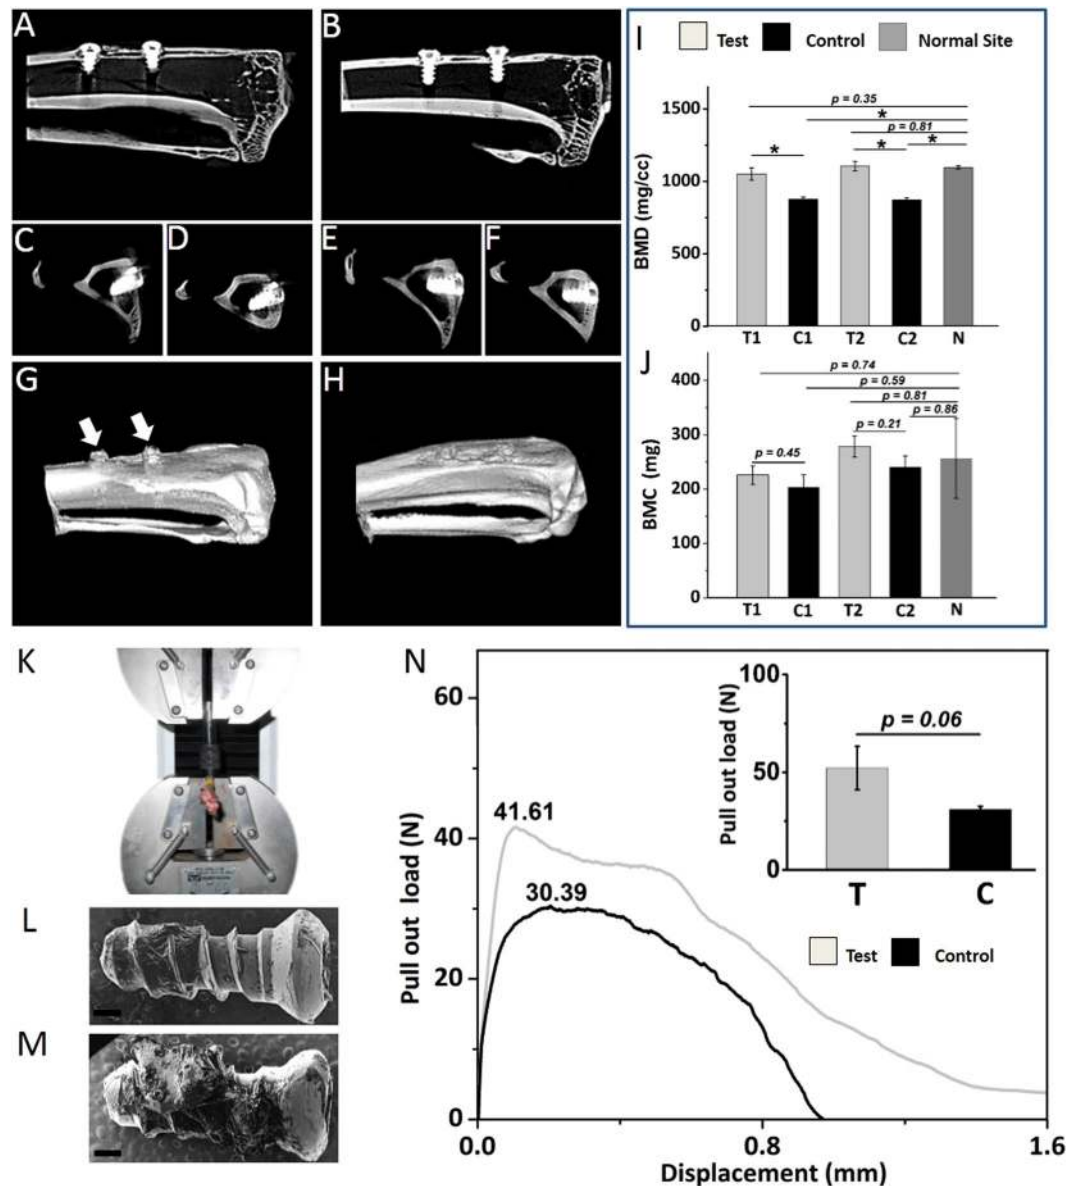 A
B
C
D
E
F
G
H
I
Test Control Normal Site
p = 0.35
*
p = 0.81
* * *
1500
1000
500
0
BMD (mg/cc)
T1 C1 T2 C2 N
J
p = 0.74
p = 0.59
p = 0.81
p = 0.86
p = 0.21
p = 0.45
400
300
200
100
0
BMC (mg)
T1 C1 T2 C2 N
K
L
M
N
60
40
20
0
Pull out load (N)
41.61
30.39
100
50
0
Pull out load (N)
p = 0.06
T C
Test Control
0.0 0.8 1.6
Displacement (mm)